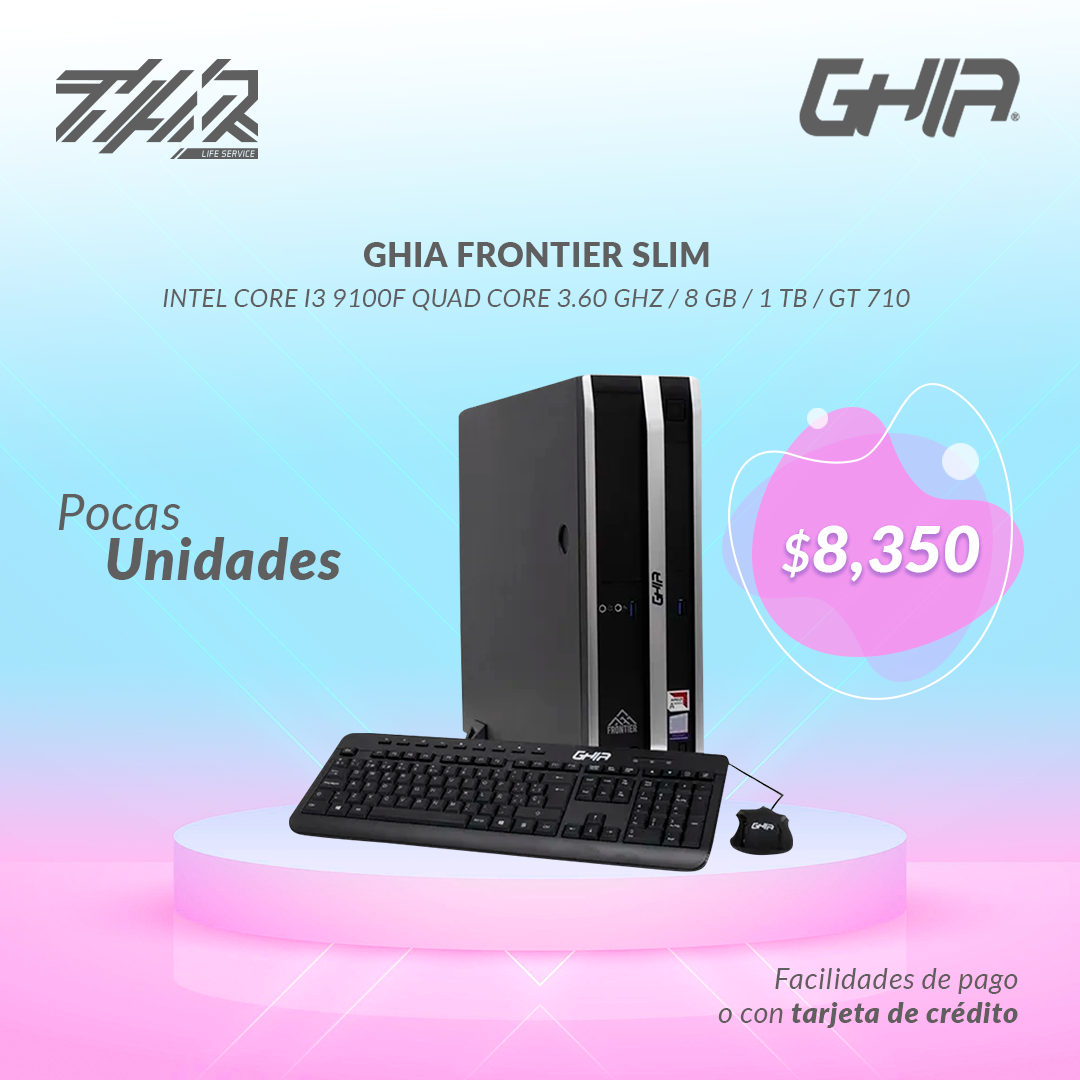 THR
LIFE SERVICE
GHIA®
GHIA FRONTIER SLIM
INTEL CORE I3 9100F QUAD CORE 3.60 GHZ / 8 GB / 1 TB / GT 710
Pocas
Unidades
$8,350
GHIA
FRONTIER
GHIA
GHIA
Facilidades de pago
o con tarjeta de crédito